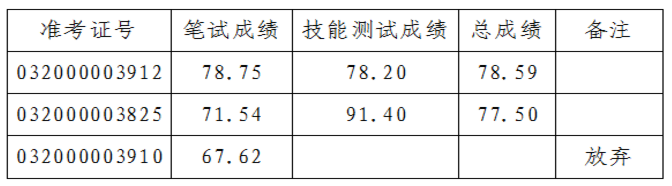 准考证号 笔试成绩 技能测试成绩 总成绩 备注
032000003912 78.75 78.20 78.59
032000003825 71.54 91.40 77.50
032000003910 67.62 放弃